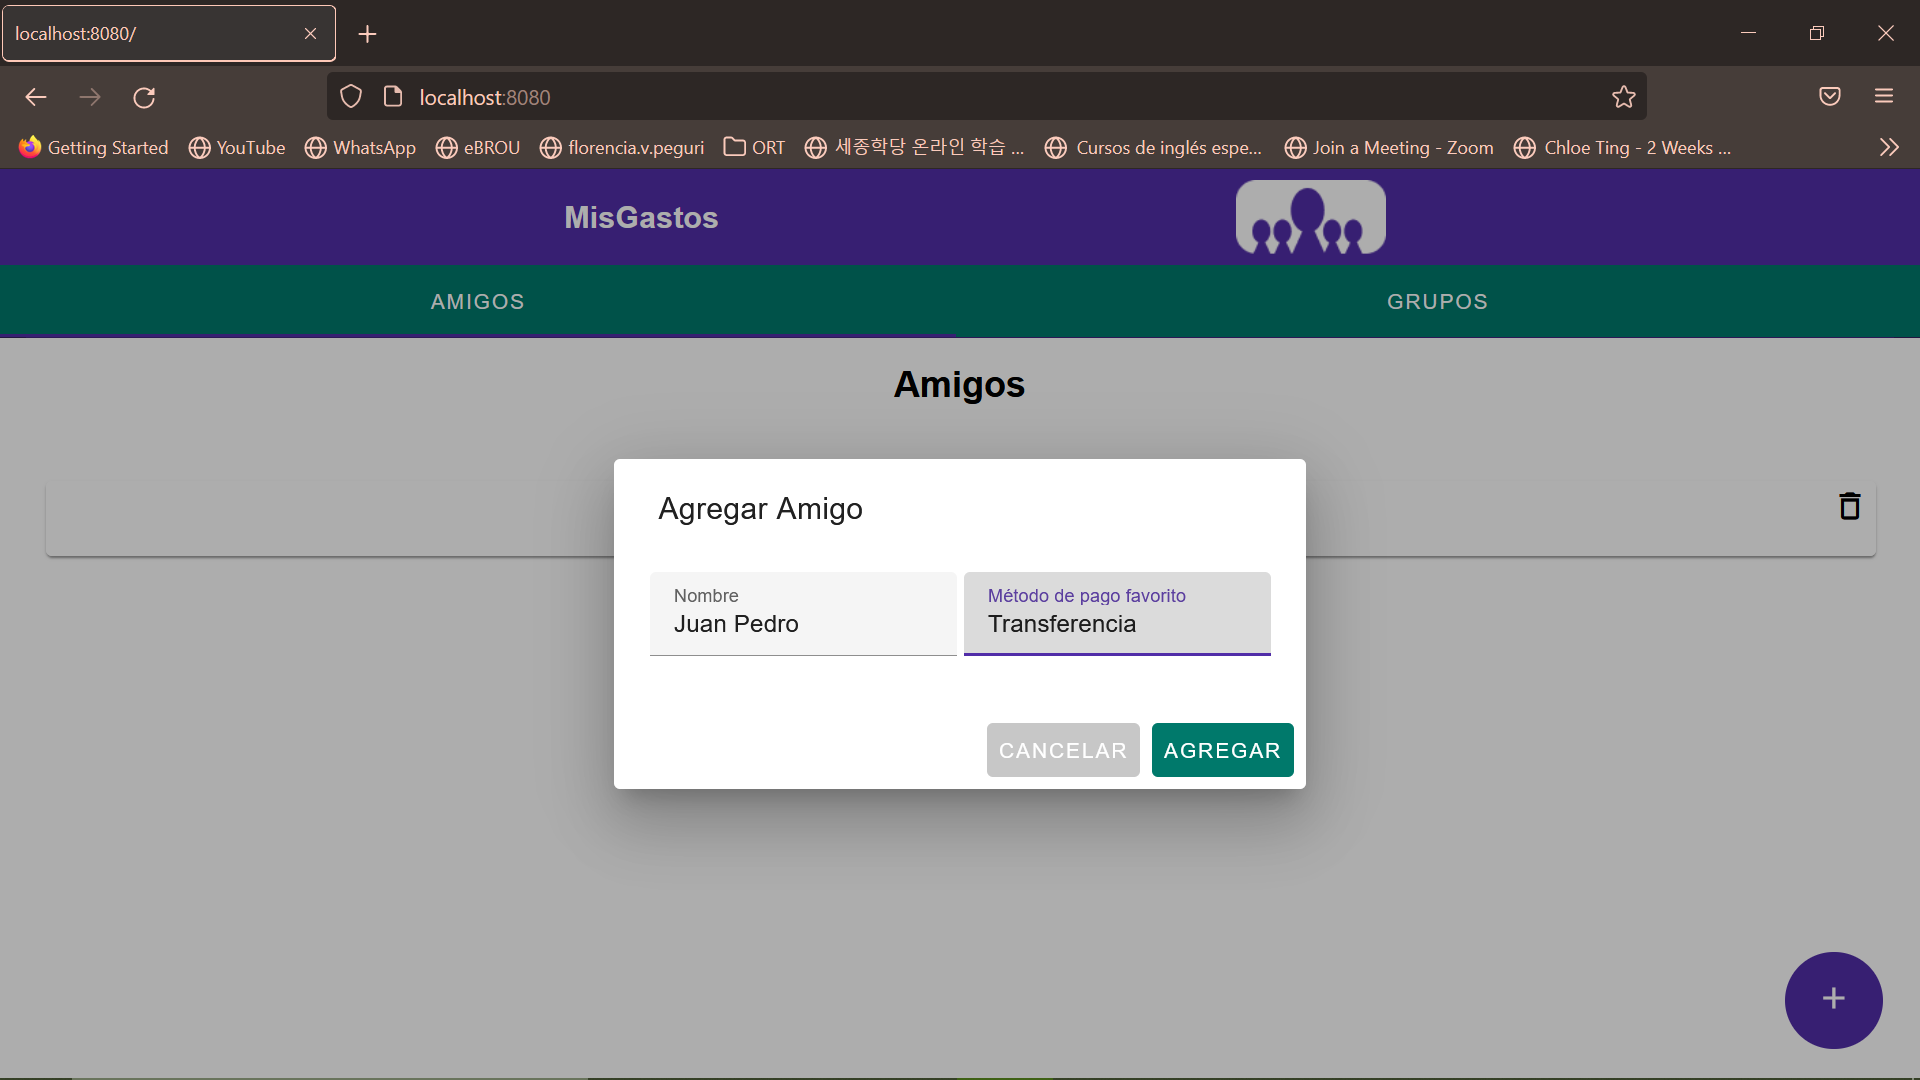 localhost:8080/
localhost:8080
Getting Started YouTube WhatsApp eBROU florencia.v.peguri ORT 세종학당 온라인 학습 ... Cursos de inglés espe... Join a Meeting - Zoom Chloe Ting - 2 Weeks ...
MisGastos
AMIGOS GRUPOS
Amigos
Agregar Amigo
Nombre Método de pago favorito
Juan Pedro Transferencia
CANCELAR AGREGAR